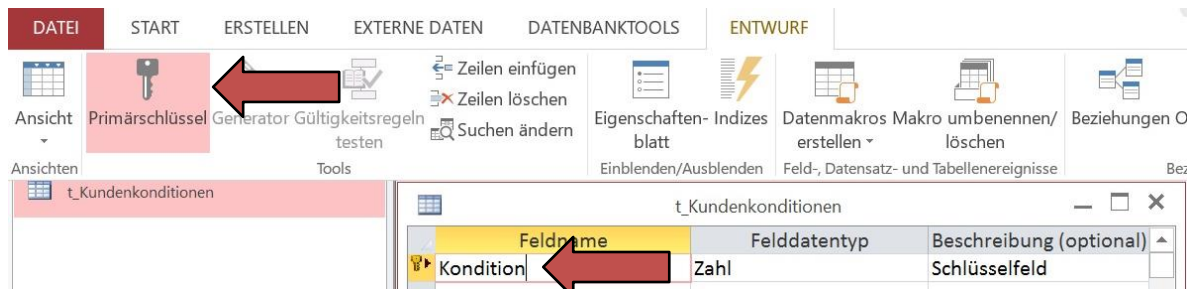 DATEI START ERSTELLEN EXTERNE DATEN DATENBANKTOOLS ENTWURF
Zeilen einfügen
Zeilen löschen
Suchen ändern
Ansicht Primärschlüssel Generator Gültigkeitsregeln Eigenschaften- Indizes Datenmakros Makro umbenennen/ Beziehungen O
testen blatt erstellen löschen
Ansichten Tools Einblenden/Ausblenden Feld-, Datensatz- und Tabellenereignisse Bez
t_Kundenkonditionen
t_Kundenkonditionen
Feldname Felddatentyp Beschreibung (optional)
Kondition Zahl Schlüsselfeld